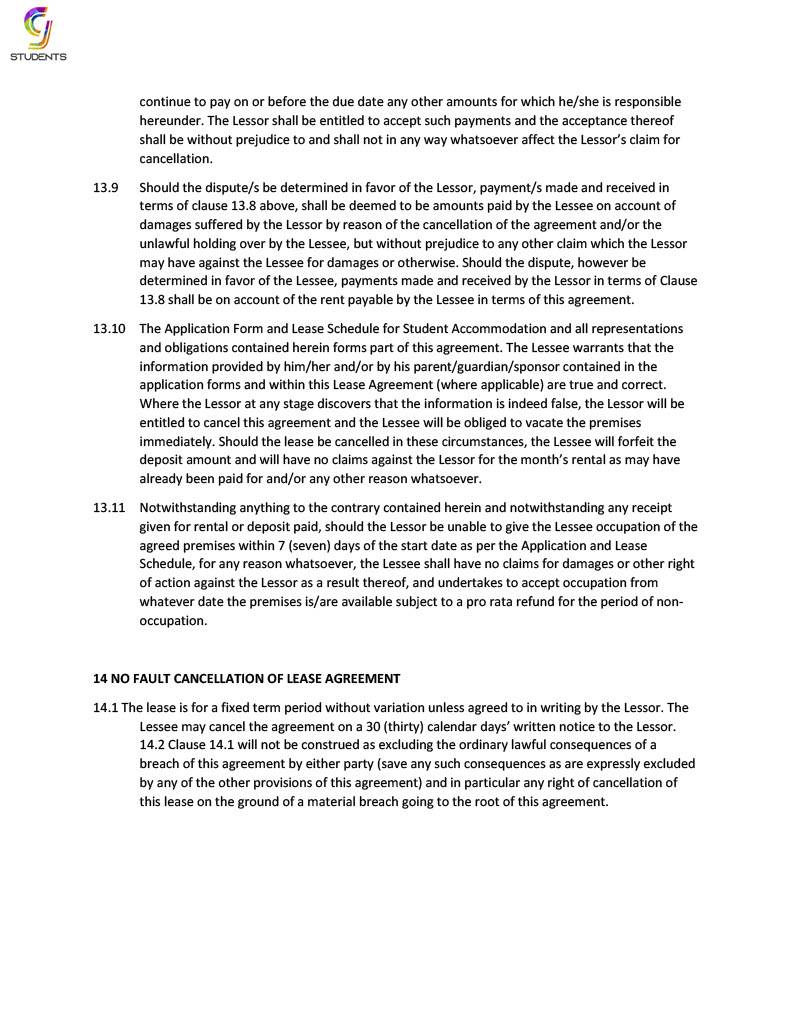 STUDENTS
continue to pay on or before the due date any other amounts for which he/she is responsible
hereunder. The Lessor shall be entitled to accept such payments and the acceptance thereof
shall be without prejudice to and shall not in any way whatsoever affect the Lessor’s claim for
cancellation.
13.9 Should the dispute/s be determined in favor of the Lessor, payment/s made and received in
terms of clause 13.8 above, shall be deemed to be amounts paid by the Lessee on account of
damages suffered by the Lessor by reason of the cancellation of the agreement and/or the
unlawful holding over by the Lessee, but without prejudice to any other claim which the Lessor
may have against the Lessee for damages or otherwise. Should the dispute, however be
determined in favor of the Lessee, payments made and received by the Lessor in terms of Clause
13.8 shall be on account of the rent payable by the Lessee in terms of this agreement.
13.10 The Application Form and Lease Schedule for Student Accommodation and all representations
and obligations contained herein forms part of this agreement. The Lessee warrants that the
information provided by him/her and/or by his parent/guardian/sponsor contained in the
application forms and within this Lease Agreement (where applicable) are true and correct.
Where the Lessor at any stage discovers that the information is indeed false, the Lessor will be
entitled to cancel this agreement and the Lessee will be obliged to vacate the premises
immediately. Should the lease be cancelled in these circumstances, the Lessee will forfeit the
deposit amount and will have no claims against the Lessor for the month’s rental as may have
already been paid for and/or any other reason whatsoever.
13.11 Notwithstanding anything to the contrary contained herein and notwithstanding any receipt
given for rental or deposit paid, should the Lessor be unable to give the Lessee occupation of the
agreed premises within 7 (seven) days of the start date as per the Application and Lease
Schedule, for any reason whatsoever, the Lessee shall have no claims for damages or other right
of action against the Lessor as a result thereof, and undertakes to accept occupation from
whatever date the premises is/are available subject to a pro rata refund for the period of non-
occupation.
14 NO FAULT CANCELLATION OF LEASE AGREEMENT
14.1 The lease is for a fixed term period without variation unless agreed to in writing by the Lessor. The
Lessee may cancel the agreement on a 30 (thirty) calendar days’ written notice to the Lessor.
14.2 Clause 14.1 will not be construed as excluding the ordinary lawful consequences of a
breach of this agreement by either party (save any such consequences as are expressly excluded
by any of the other provisions of this agreement) and in particular any right of cancellation of
this lease on the ground of a material breach going to the root of this agreement.